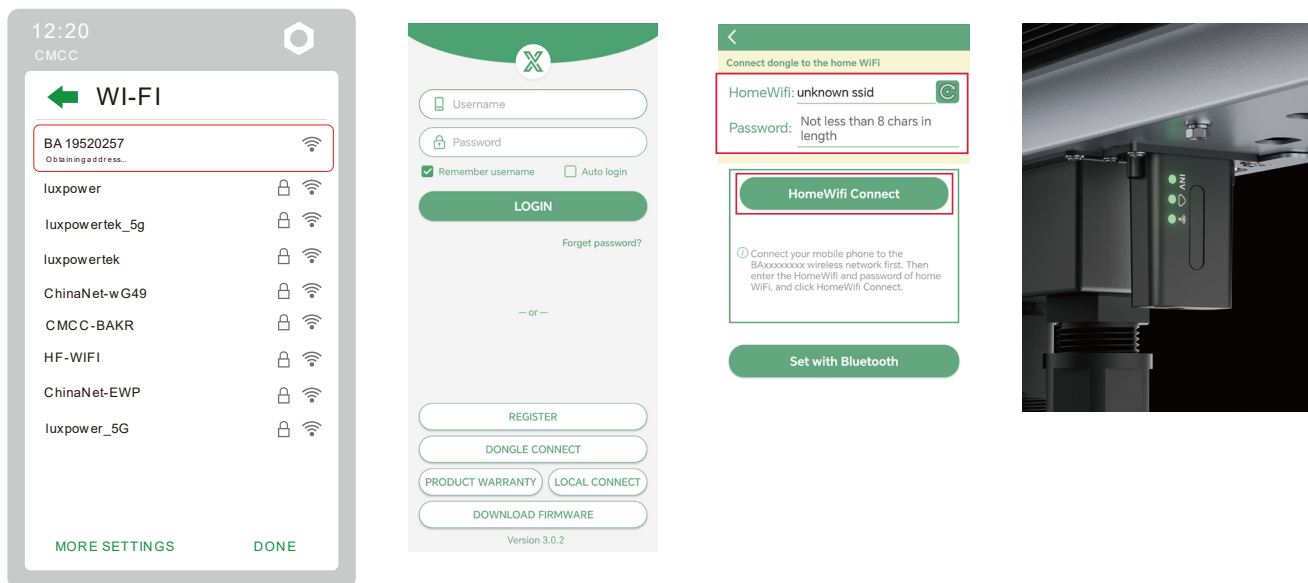 12:20
CMCC
WI-FI
BA 19520257
Obtaining address...
luxpower
luxpowertek_5g
luxpowertek
ChinaNet-wG49
CMCC-BAKR
HF-WIFI
ChinaNet-EWP
luxpower_5G
MORE SETTINGS
DONE
Username
Password
Remember username
Auto login
LOGIN
Forget password?
— or —
REGISTER
DONGLE CONNECT
PRODUCT WARRANTY
LOCAL CONNECT
DOWNLOAD FIRMWARE
Version 3.0.2
Connect dongle to the home WiFi
HomeWifi: unknown ssid
Password: Not less than 8 chars in
length
HomeWifi Connect
Connect your mobile phone to the
BAxxxxxxxx wireless network first. Then
enter the HomeWifi and password of home
WiFi, and click HomeWifi Connect.
Set with Bluetooth
INV